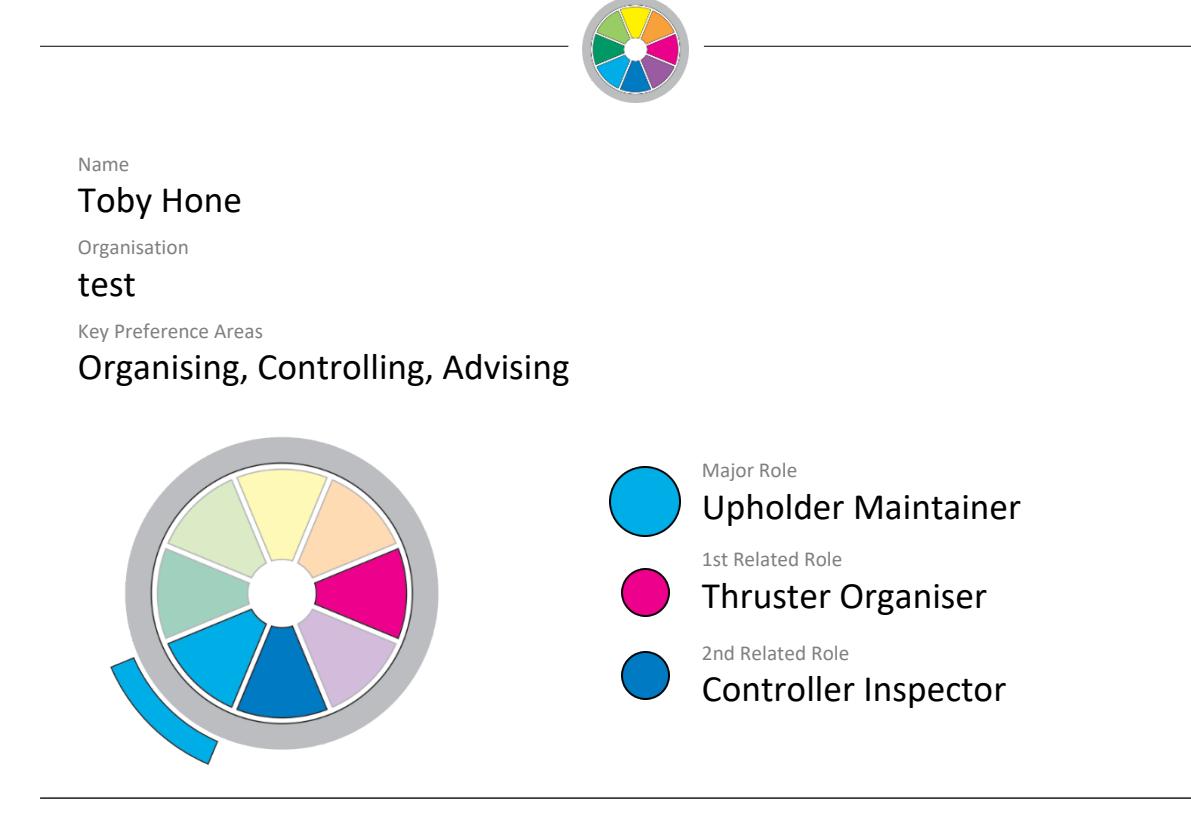 Name
Toby Hone
Organisation
test
Key Preference Areas
Organising, Controlling, Advising
Major Role
Upholder Maintainer
1st Related Role
Thruster Organiser
2nd Related Role
Controller Inspector